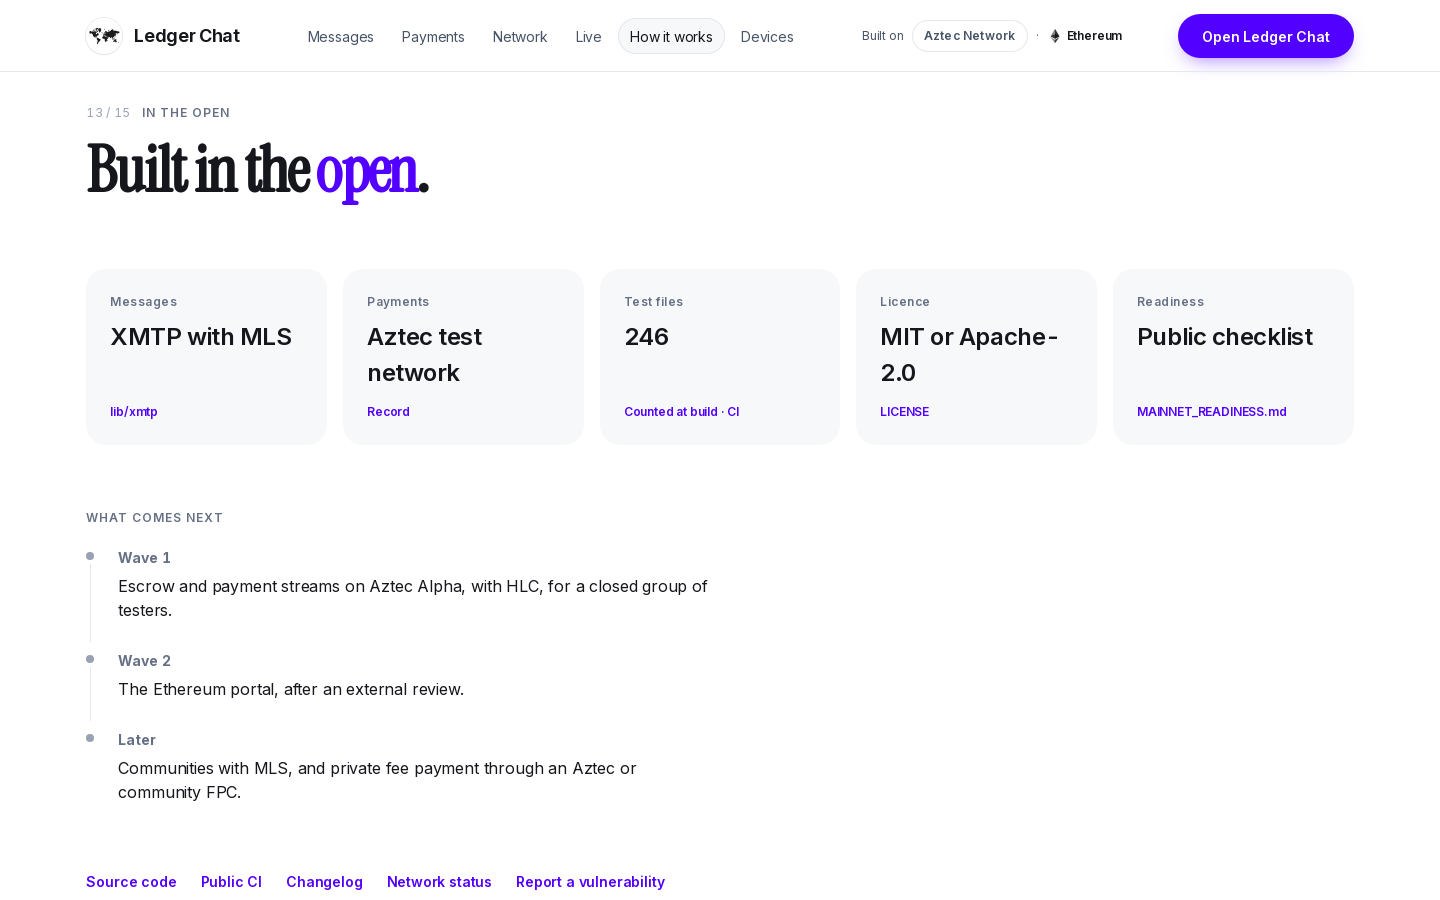 Ledger Chat
Messages
Payments
Network
Live
How it works
Devices
Built on
Aztec Network
·
Ethereum
Open Ledger Chat
13 / 15
IN THE OPEN
Built in the open.
Messages
XMTP with MLS
lib/xmtp
Payments
Aztec test
network
Record
Test files
246
Counted at build · CI
Licence
MIT or Apache-
2.0
LICENSE
Readiness
Public checklist
MAINNET_READINESS.md
WHAT COMES NEXT
Wave 1
Escrow and payment streams on Aztec Alpha, with HLC, for a closed group of
testers.
Wave 2
The Ethereum portal, after an external review.
Later
Communities with MLS, and private fee payment through an Aztec or
community FPC.
Source code
Public CI
Changelog
Network status
Report a vulnerability